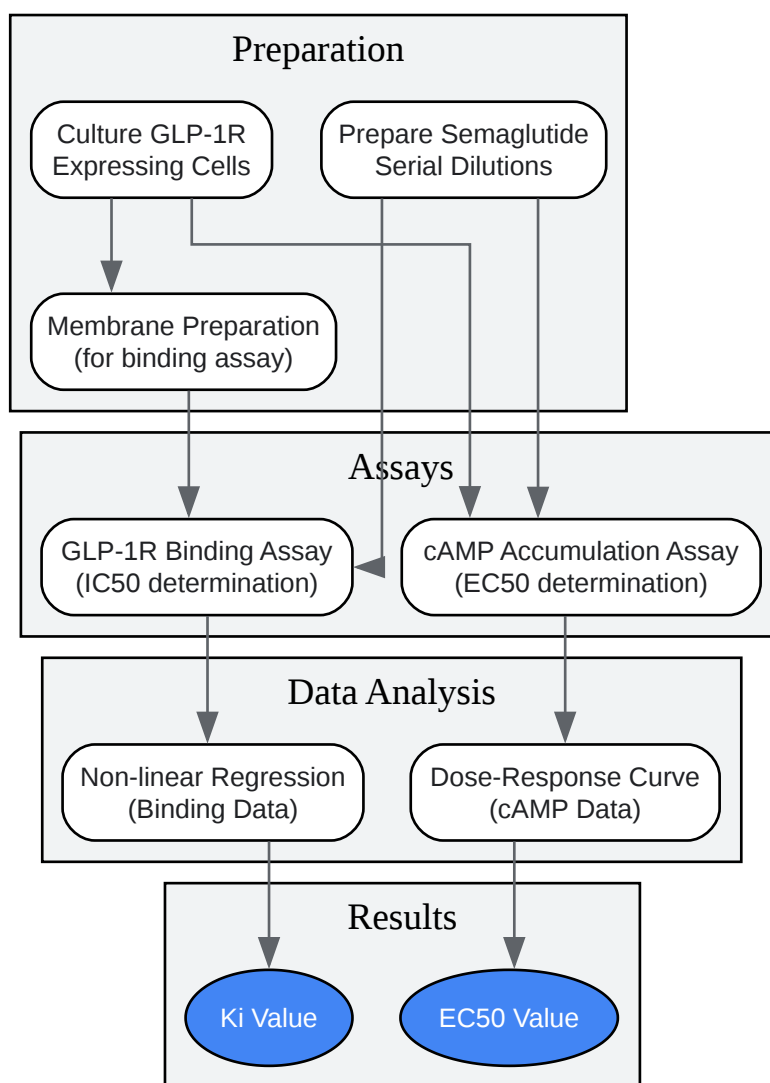 Preparation
Culture GLP-1R
Expressing Cells
Prepare Semaglutide
Serial Dilutions
Membrane Preparation
(for binding assay)
Assays
GLP-1R Binding Assay
(IC50 determination)
cAMP Accumulation Assay
(EC50 determination)
Data Analysis
Non-linear Regression
(Binding Data)
Dose-Response Curve
(cAMP Data)
Results
Ki Value
EC50 Value